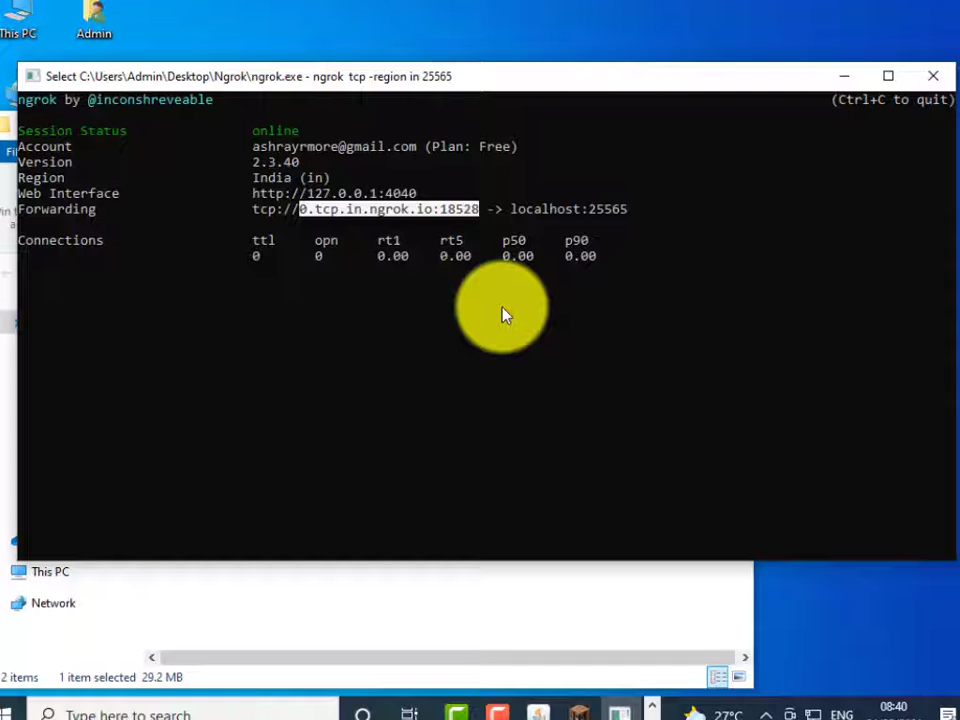 This PC
Admin
Select C:\Users\Admin\Desktop\Ngrok\ngrok.exe - ngrok  tcp -region in 25565
ngrok by @inconshreveable (Ctrl+C to quit)
Session Status online
Account ashrayrmore@gmail.com (Plan: Free)
Version 2.3.40
Region India (in)
Web Interface http://127.0.0.1:4040
Forwarding tcp://0.tcp.in.ngrok.io:18528 -> localhost:25565
Connections ttl opn rt1 rt5 p50 p90
0 0 0.00 0.00 0.00 0.00
This PC
Network
2 items 1 item selected 29.2 MB
Type here to search 27°C ENG 08:40